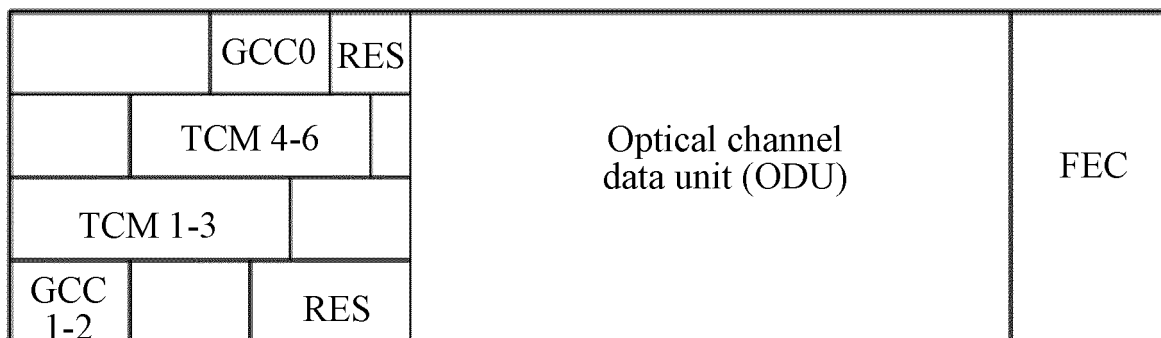 GCC0
RES
TCM 4-6
Optical channel
data unit (ODU)
FEC
TCM 1-3
GCC
1-2
RES